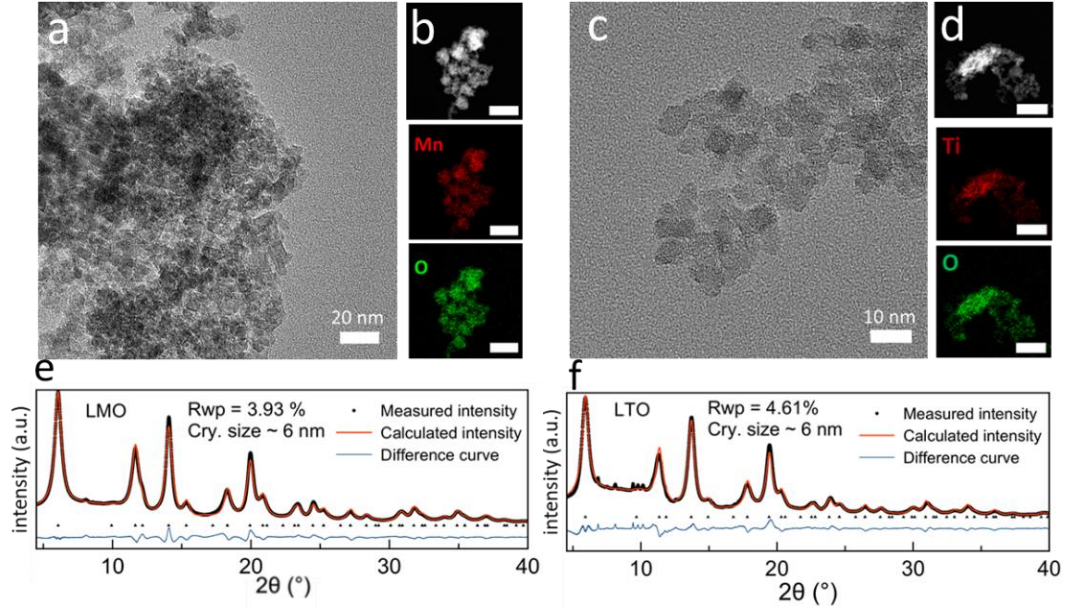 a
20 nm
b
Mn
O
c
10 nm
d
Ti
O
e
intensity (a.u.)
LMO
Rwp = 3.93 %
Cry. size ~ 6 nm
Measured intensity
Calculated intensity
Difference curve
10
20
30
40
2θ (°)
f
intensity (a.u.)
LTO
Rwp = 4.61%
Cry. size ~ 6 nm
Measured intensity
Calculated intensity
Difference curve
10
20
30
40
2θ (°)